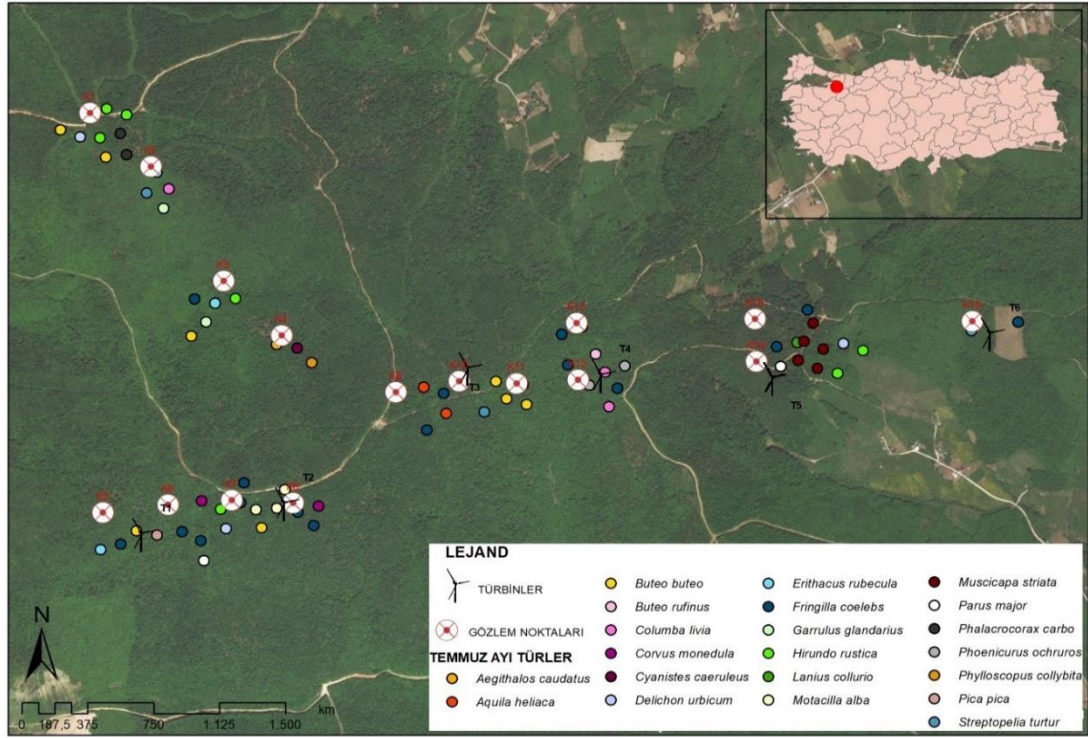 T6
T4
T3
T5
T2
T1
N
0 187,5 375 750 1.125 1.500
km
LEJAND
TÜRBİNLER
GÖZLEM NOKTALARI
TEMMUZ AYI TÜRLER
Aegithalos caudatus
Aquila heliaca
Buteo buteo
Buteo rufinus
Columba livia
Corvus monedula
Cyanistes caeruleus
Delichon urbicum
Erithacus rubecula
Fringilla coelebs
Garrulus glandarius
Hirundo rustica
Lanius collurio
Motacilla alba
Muscicapa striata
Parus major
Phalacrocorax carbo
Phoenicurus ochruros
Phylloscopus collybita
Pica pica
Streptopelia turtur